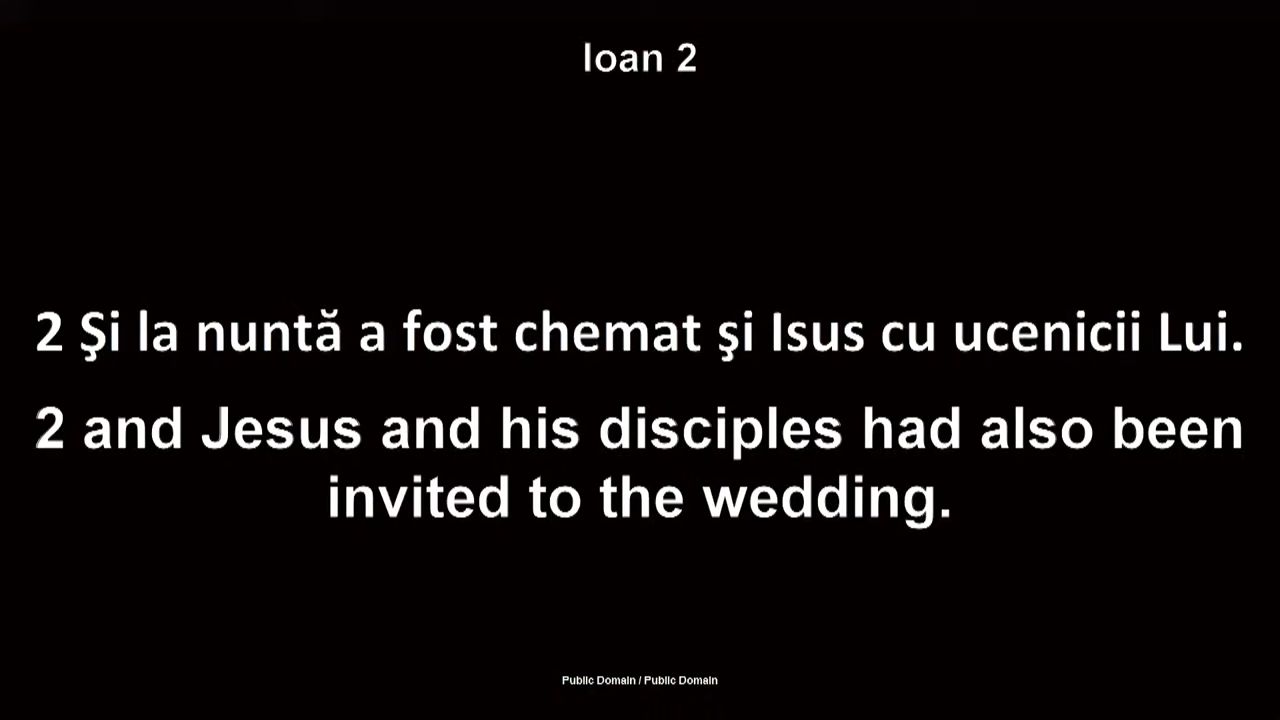 Ioan 2
2 Şi la nuntă a fost chemat şi Isus cu ucenicii Lui.
2 and Jesus and his disciples had also been
invited to the wedding.
Public Domain / Public Domain